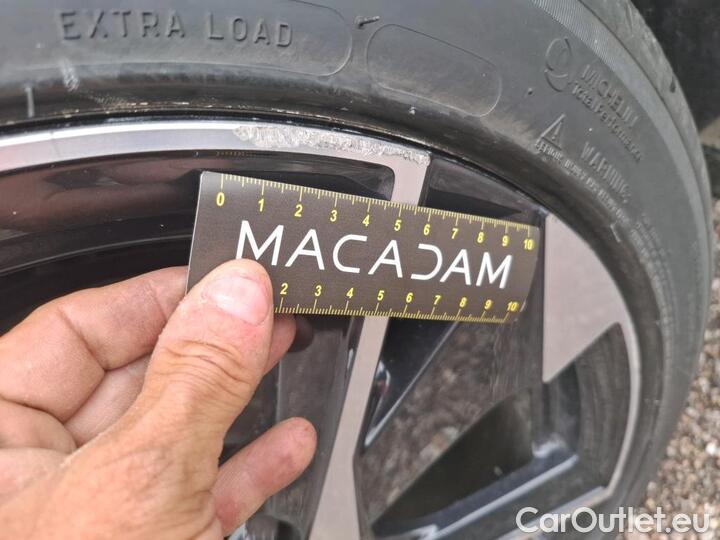 EXTRA LOAD
MICHELIN
WARNING
0 1 2 3 4 5 6 7 8 9 10
MACADAM
2 3 4 5 6 7 8 9 10
CarOutlet.eu